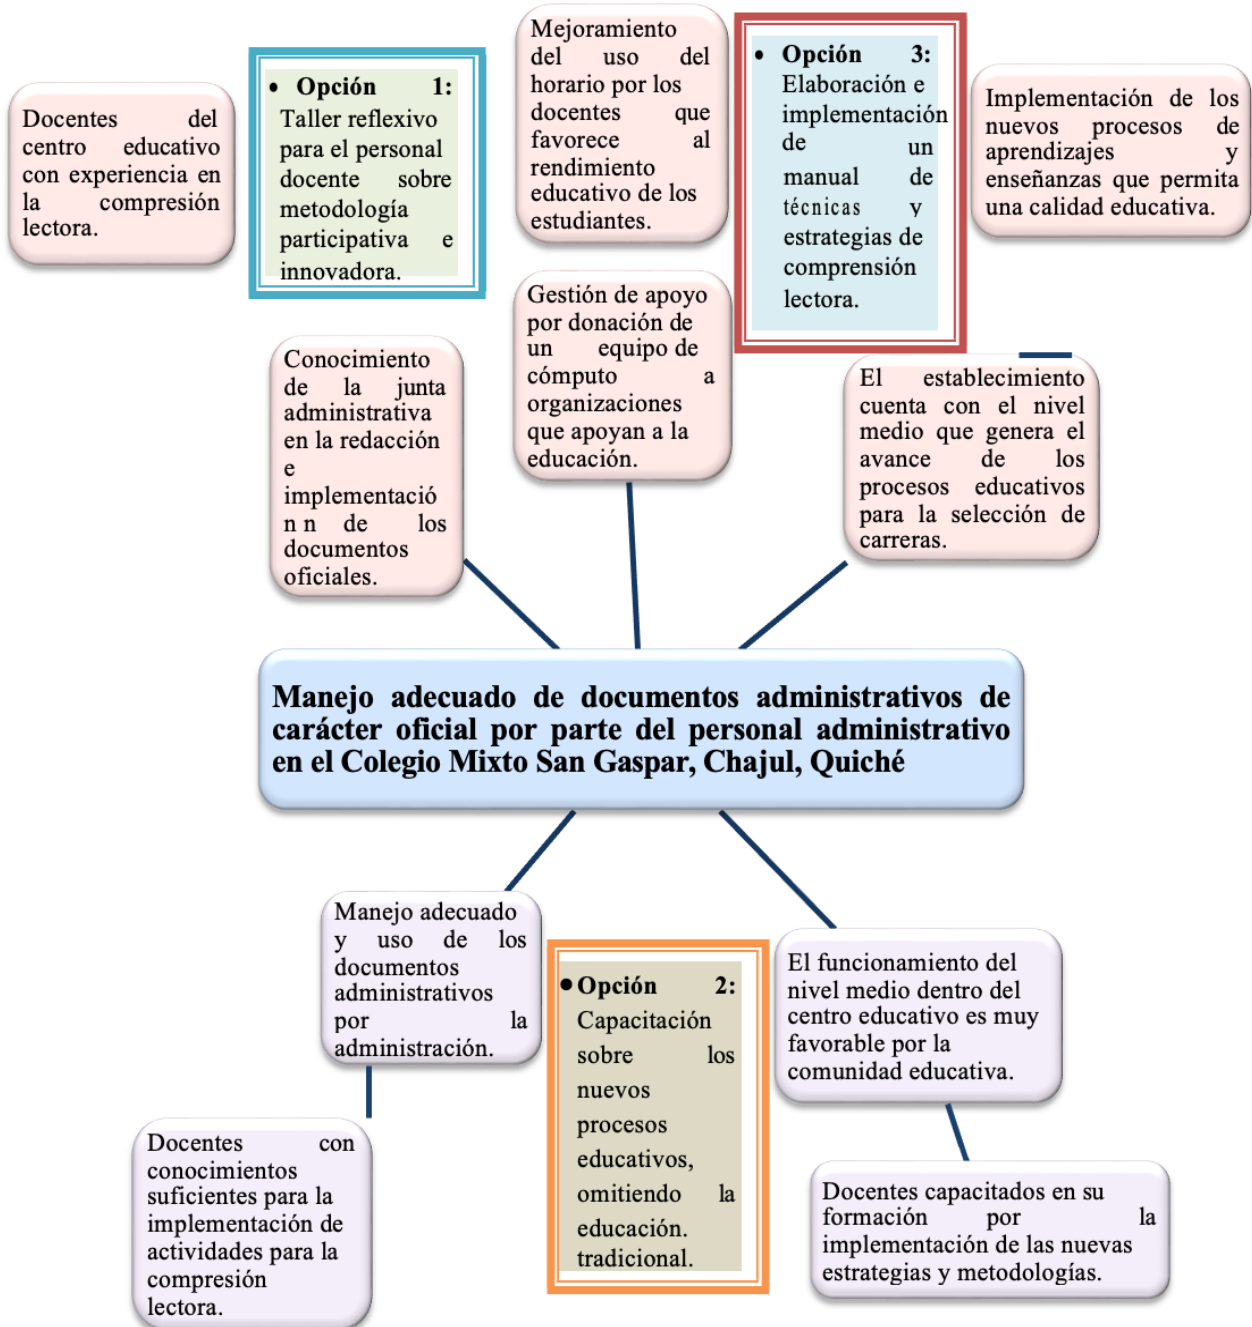 Docentes del
centro educativo
con experiencia en
la compresión
lectora.
• Opción 1:
Taller reflexivo
para el personal
docente sobre
metodología
participativa e
innovadora.
Mejoramiento
del uso del
horario por los
docentes que
favorece al
rendimiento
educativo de los
estudiantes.
• Opción 3:
Elaboración e
implementación
de un
manual de
técnicas y
estrategias de
comprensión
lectora.
Implementación de los
nuevos procesos de
aprendizajes y
enseñanzas que permita
una calidad educativa.
Conocimiento
de la junta
administrativa
en la redacción
e
implementació
n n de los
documentos
oficiales.
Gestión de apoyo
por donación de
un equipo de
cómputo a
organizaciones
que apoyan a la
educación.
El establecimiento
cuenta con el nivel
medio que genera el
avance de los
procesos educativos
para la selección de
carreras.
Manejo adecuado de documentos administrativos de
carácter oficial por parte del personal administrativo
en el Colegio Mixto San Gaspar, Chajul, Quiché
Manejo adecuado
y uso de los
documentos
administrativos
por la
administración.
• Opción 2:
Capacitación
sobre los
nuevos
procesos
educativos,
omitiendo la
educación.
tradicional.
El funcionamiento del
nivel medio dentro del
centro educativo es muy
favorable por la
comunidad educativa.
Docentes con
conocimientos
suficientes para la
implementación de
actividades para la
compresión
lectora.
Docentes capacitados en su
formación por la
implementación de las nuevas
estrategias y metodologías.